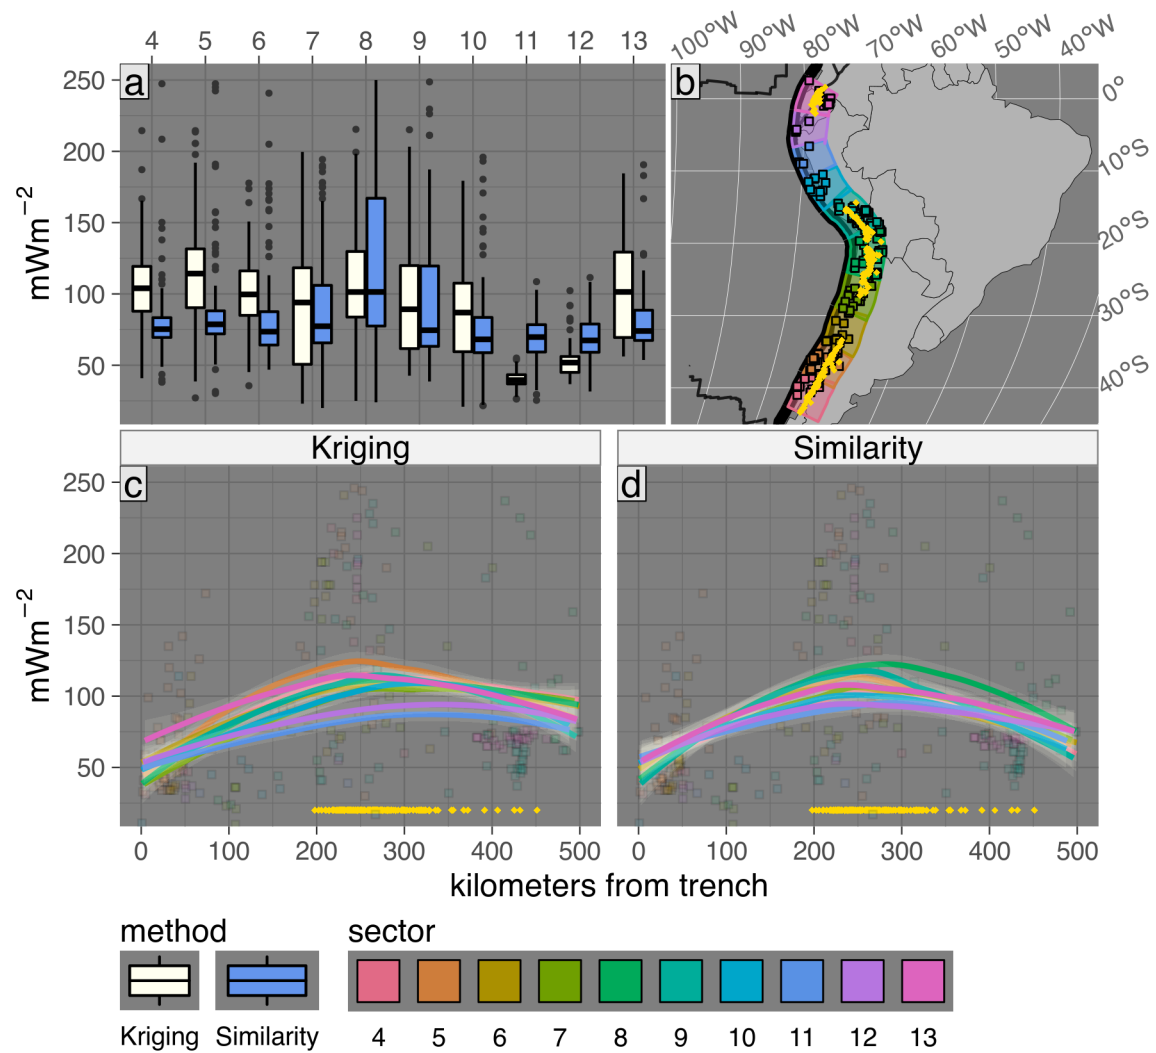 4 5 6 7 8 9 10 11 12 13
100°W 90°W 80°W 70°W 60°W 50°W 40°W
a
b
250
200
150
100
50
mWm−2
0°
10°S
20°S
30°S
40°S
Kriging
Similarity
c
d
250
200
150
100
50
mWm−2
0 100 200 300 400 500
0 100 200 300 400 500
kilometers from trench
method
sector
Kriging Similarity
4 5 6 7 8 9 10 11 12 13